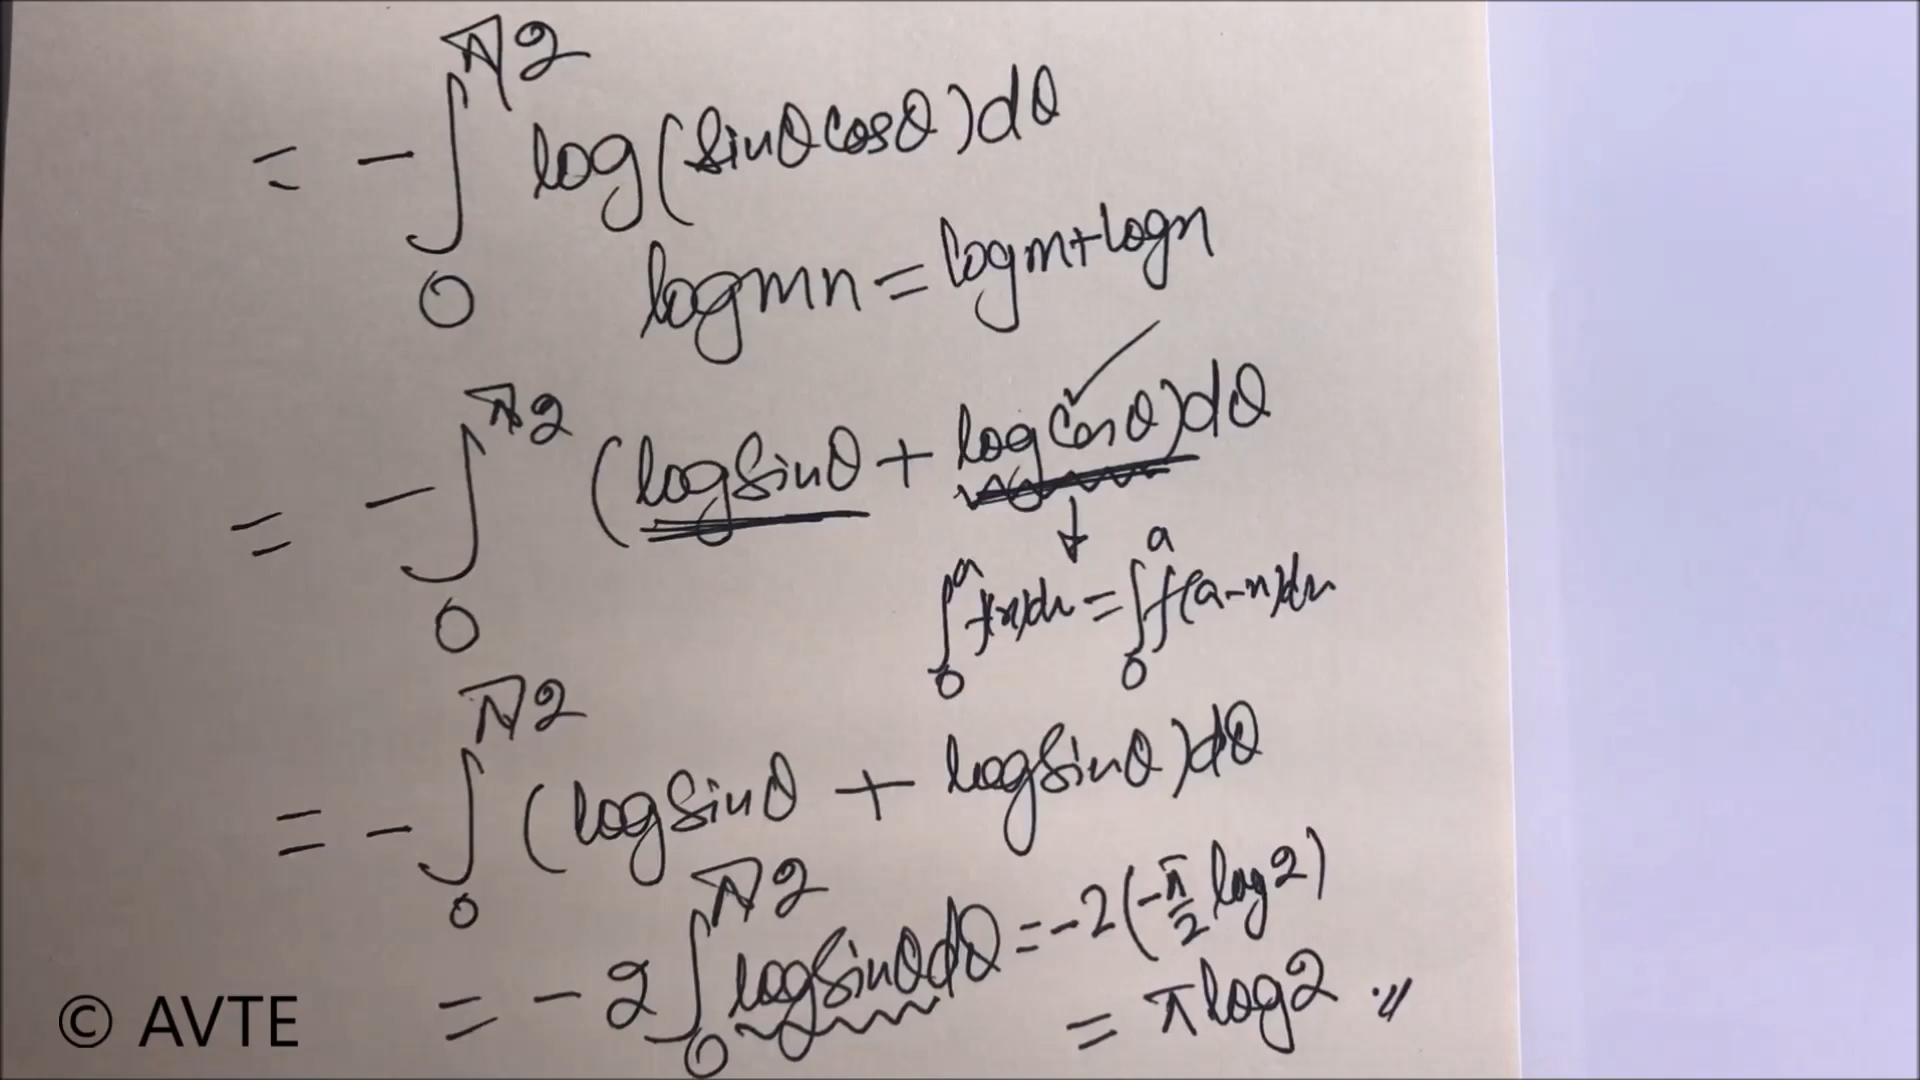 = - ∫₀^π/2 log(sinθ cosθ)dθ
log mn = log m + log n
= - ∫₀^π/2 (log sinθ + log cosθ)dθ
↓
∫₀^a f(x)dx = ∫₀^a f(a-x)dx
= - ∫₀^π/2 (log sinθ + log sinθ)dθ
= - 2 ∫₀^π/2 log sinθ dθ = -2(-π/2 log 2)
= π log 2 .//
© AVTE